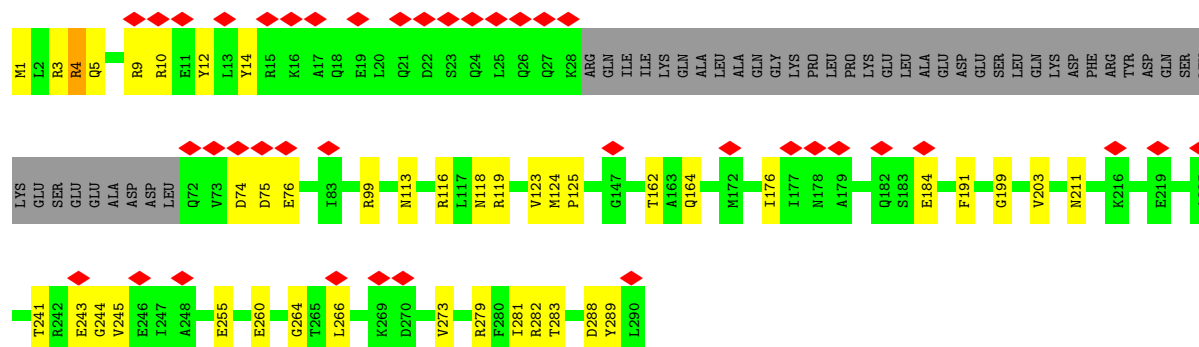 M1 L2 R3 R4 Q5 R9 R10 E11 Y12 L13 Y14 R15 K16 A17 Q18 E19 L20 Q21 D22 S23 Q24 L25 Q26 Q27 K28 ARG GLN ILE ILE LYS GLN ALA LEU ALA GLN GLY LYS PRO LEU PRO LYS GLU LEU ALA GLU ASP GLU SER LEU GLN LYS ASP PHE ARG TYR ASP GLN SER
LYS GLU SER GLU GLU ALA ASP ASP LEU Q72 V73 D74 D75 E76 I83 R99 N113 R116 L117 N118 R119 V123 M124 P125 G147 T162 A163 Q164 M172 I176 I177 N178 A179 Q182 S183 E184 F191 G199 V203 N211 K216 E219
T241 R242 E243 G244 V245 E246 I247 A248 E255 E260 G264 T265 L266 K269 D270 V273 R279 F280 I281 R282 T283 D288 Y289 L290